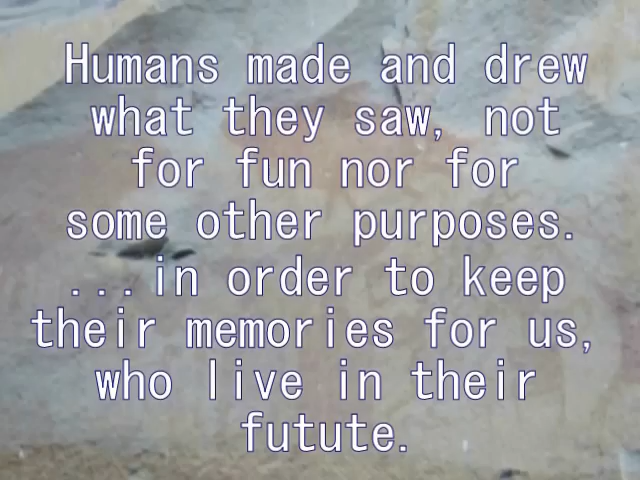 Humans made and drew
what they saw, not
for fun nor for
some other purposes.
...in order to keep
their memories for us,
who live in their
futute.